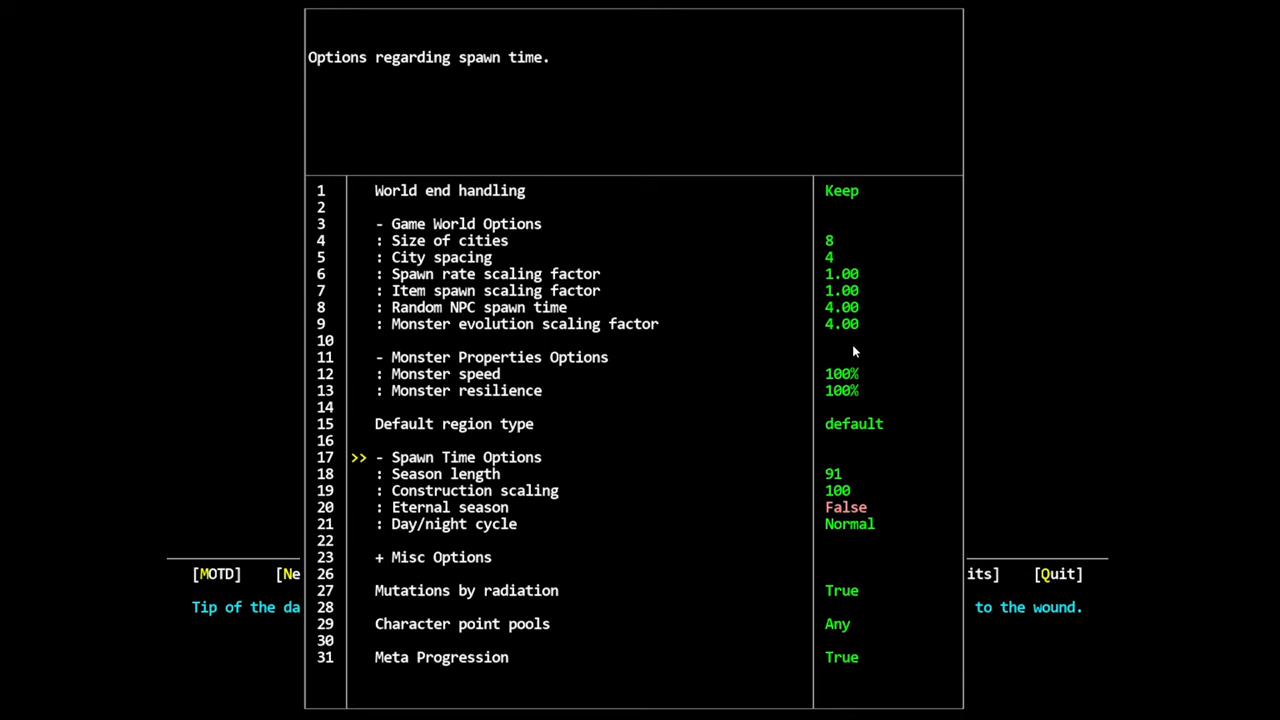 Options regarding spawn time.
1 World end handling Keep
2
3 - Game World Options
4 : Size of cities 8
5 : City spacing 4
6 : Spawn rate scaling factor 1.00
7 : Item spawn scaling factor 1.00
8 : Random NPC spawn time 4.00
9 : Monster evolution scaling factor 4.00
10
11 - Monster Properties Options
12 : Monster speed 100%
13 : Monster resilience 100%
14
15 Default region type default
16
17 >> - Spawn Time Options
18 : Season length 91
19 : Construction scaling 100
20 : Eternal season False
21 : Day/night cycle Normal
22
23 + Misc Options
26
27 Mutations by radiation True
28
29 Character point pools Any
30
31 Meta Progression True
[MOTD] [Ne its] [Quit]
Tip of the da to the wound.